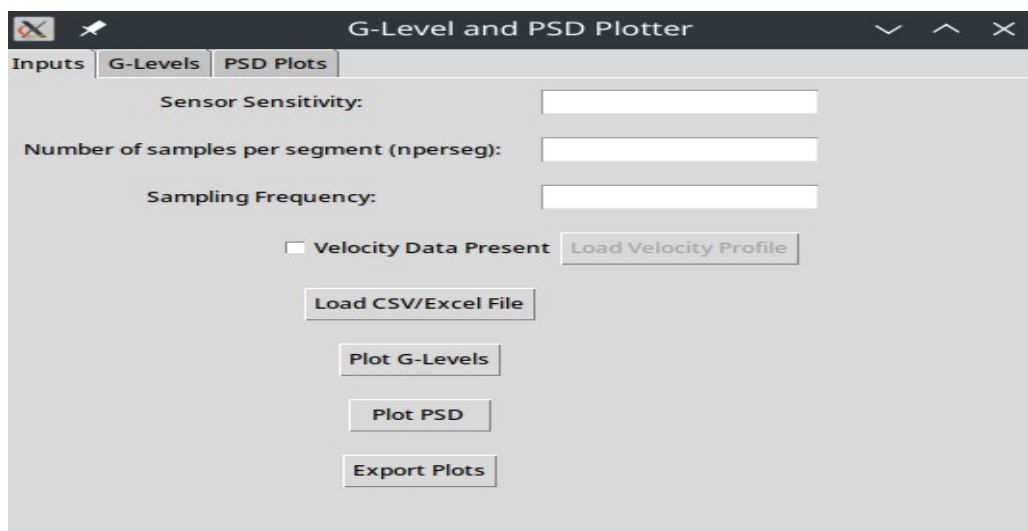 G-Level and PSD Plotter
Inputs G-Levels PSD Plots
Sensor Sensitivity:
Number of samples per segment (nperseg):
Sampling Frequency:
Velocity Data Present Load Velocity Profile
Load CSV/Excel File
Plot G-Levels
Plot PSD
Export Plots